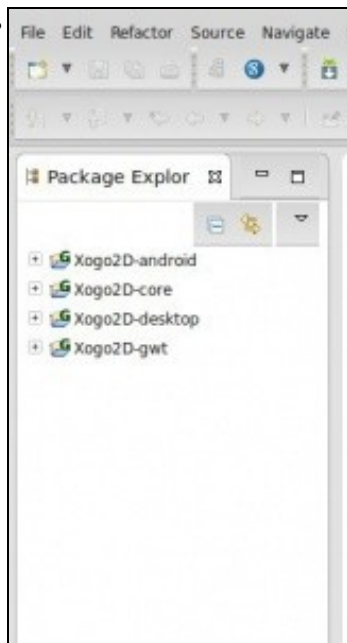 File Edit Refactor Source Navigate
Package Explor
Xogo2D-android
Xogo2D-core
Xogo2D-desktop
Xogo2D-gwt